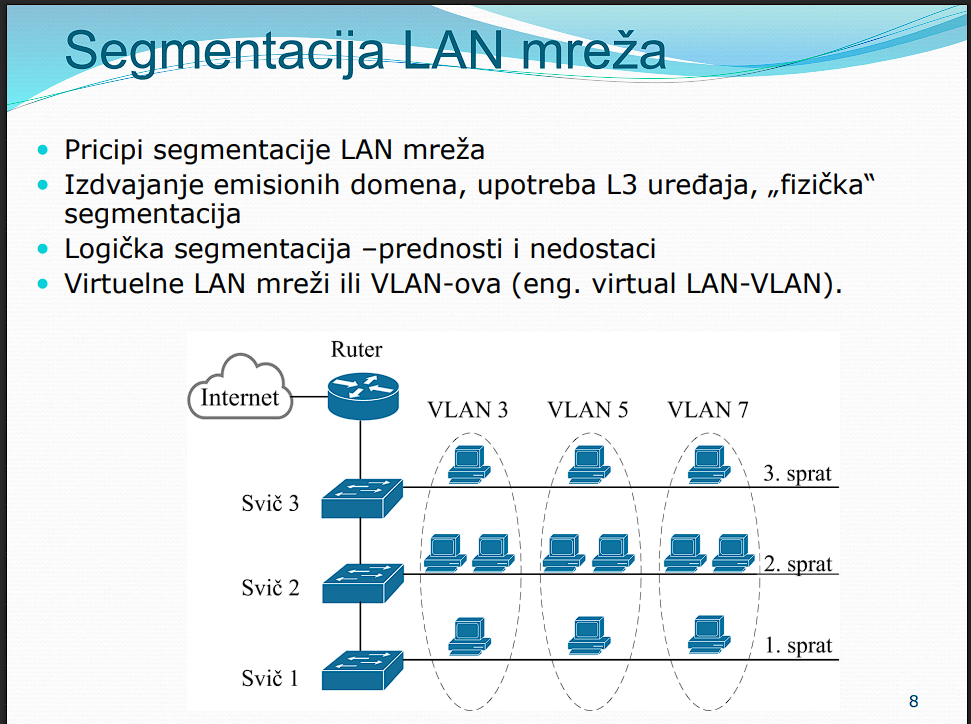 Segmentacija LAN mreža
Pricipi segmentacije LAN mreža
Izdvajanje emisionih domena, upotreba L3 uređaja, „fizička“
segmentacija
Logička segmentacija –prednosti i nedostaci
Virtuelne LAN mreži ili VLAN-ova (eng. virtual LAN-VLAN).
Ruter
Internet
VLAN 3 VLAN 5 VLAN 7
3. sprat
Svič 3
2. sprat
Svič 2
1. sprat
Svič 1
8